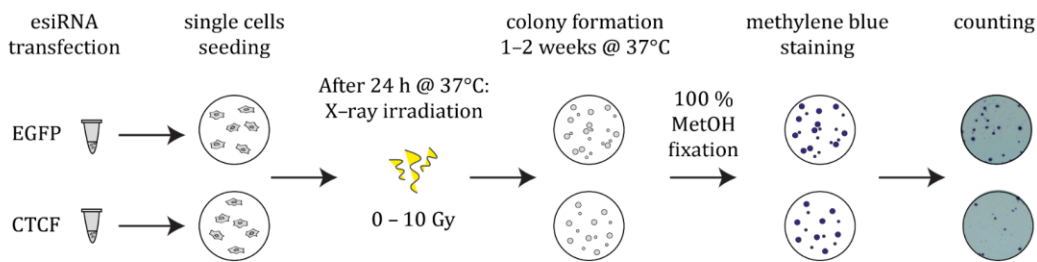 esiRNA
transfection
single cells
seeding
colony formation
1–2 weeks @ 37°C
methylene blue
staining
counting
After 24 h @ 37°C:
X–ray irradiation
100 %
MetOH
fixation
EGFP
CTCF
0 – 10 Gy